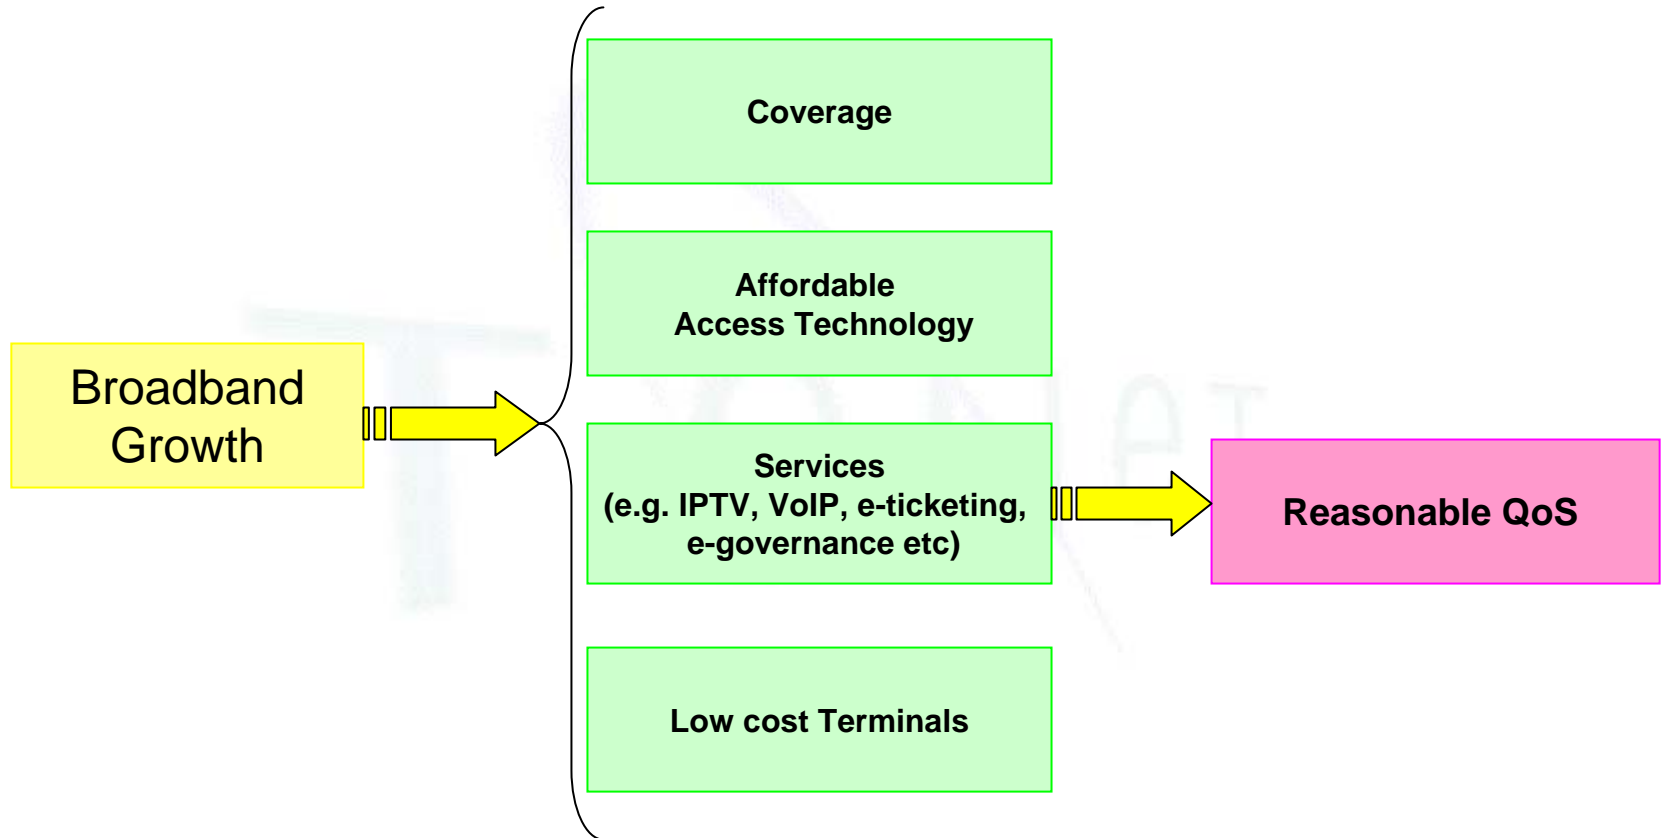 Coverage
Affordable
Access Technology
Broadband
Growth
Services
(e.g. IPTV, VoIP, e-ticketing,
e-governance etc)
Reasonable QoS
Low cost Terminals